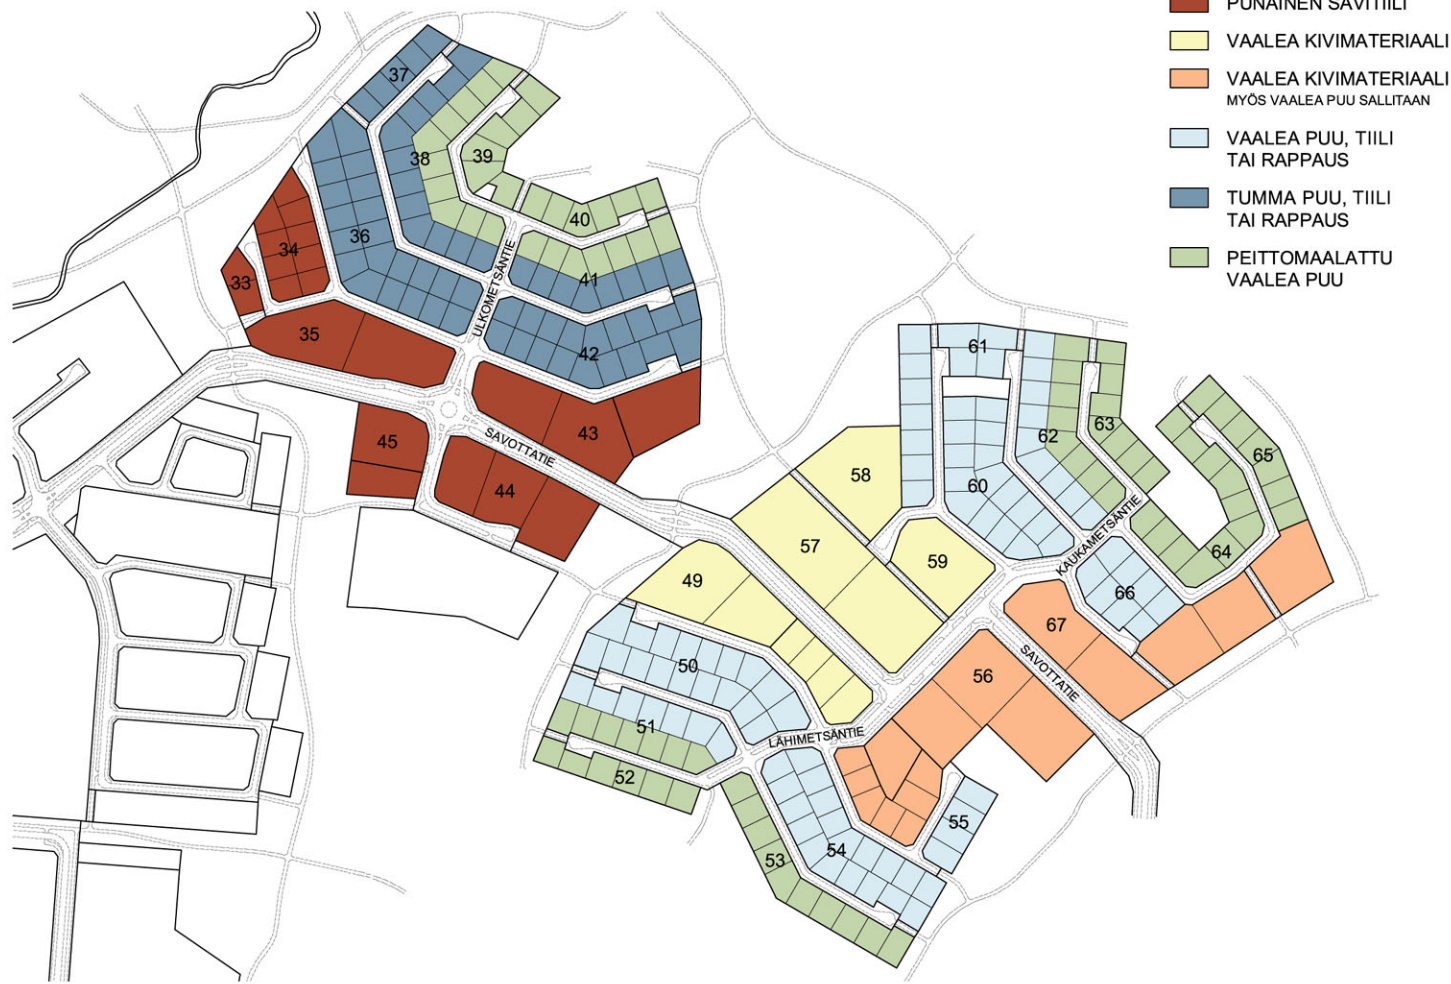 PUNAINEN SAVITIILI
VAALEA KIVIMATERIAALI
VAALEA KIVIMATERIAALI
MYÖS VAALEA PUU SALLITAAN
VAALEA PUU, TIILI
TAI RAPPAUS
TUMMA PUU, TIILI
TAI RAPPAUS
PEITTOMAALATTU
VAALEA PUU
37
38
39
40
36
34
33
41
35
42
ULKOMETSÄNTIE
45
43
44
SAVOTTATIE
61
62
63
65
58
60
57
59
64
KAUKAMETSÄNTIE
66
49
67
50
56
SAVOTTATIE
51
LÄHIMETSÄNTIE
52
55
54
53